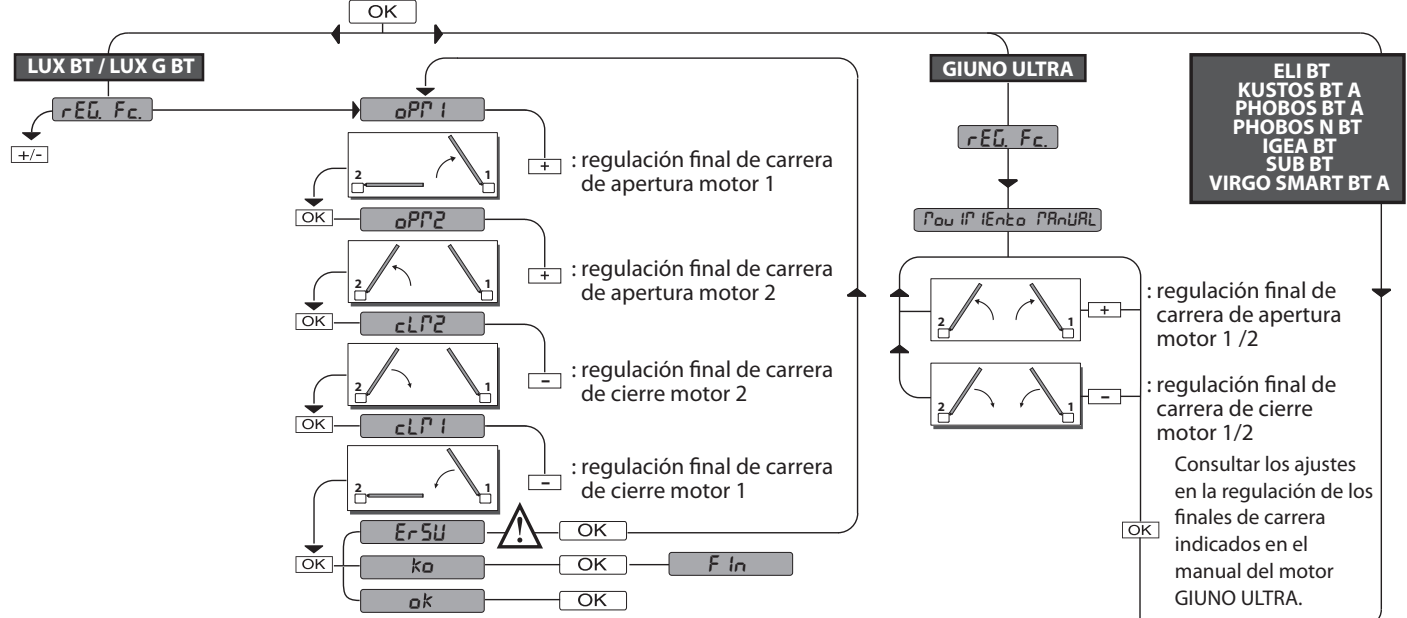 OK
LUX BT / LUX G BT
rEG. Fc.
+/-
oPM1
2
1
+
: regulación final de carrera
de apertura motor 1
OK
oPM2
2
1
+
: regulación final de carrera
de apertura motor 2
OK
cLM2
2
1
-
: regulación final de carrera
de cierre motor 2
OK
cLM1
2
1
-
: regulación final de carrera
de cierre motor 1
OK
ErSU
!
OK
ko
OK
FIn
ok
OK
GIUNO ULTRA
rEG. Fc.
MouIMIEnto MAnUAL
2
1
+
: regulación final de
carrera de apertura
motor 1 /2
2
1
-
: regulación final de
carrera de cierre
motor 1/2
Consultar los ajustes
en la regulación de los
finales de carrera
indicados en el
manual del motor
GIUNO ULTRA.
OK
ELI BT
KUSTOS BT A
PHOBOS BT A
PHOBOS N BT
IGEA BT
SUB BT
VIRGO SMART BT A